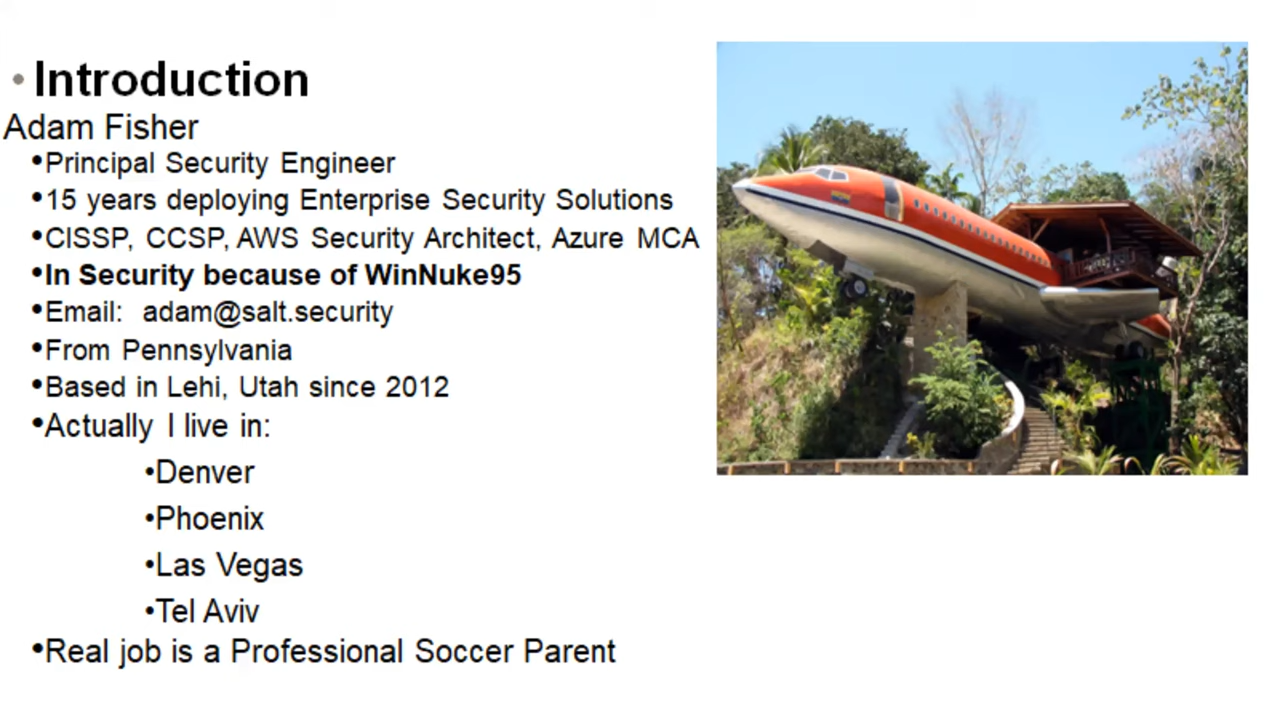 • Introduction
Adam Fisher
•Principal Security Engineer
•15 years deploying Enterprise Security Solutions
•CISSP, CCSP, AWS Security Architect, Azure MCA
•In Security because of WinNuke95
•Email: adam@salt.security
•From Pennsylvania
•Based in Lehi, Utah since 2012
•Actually I live in:
•Denver
•Phoenix
•Las Vegas
•Tel Aviv
•Real job is a Professional Soccer Parent